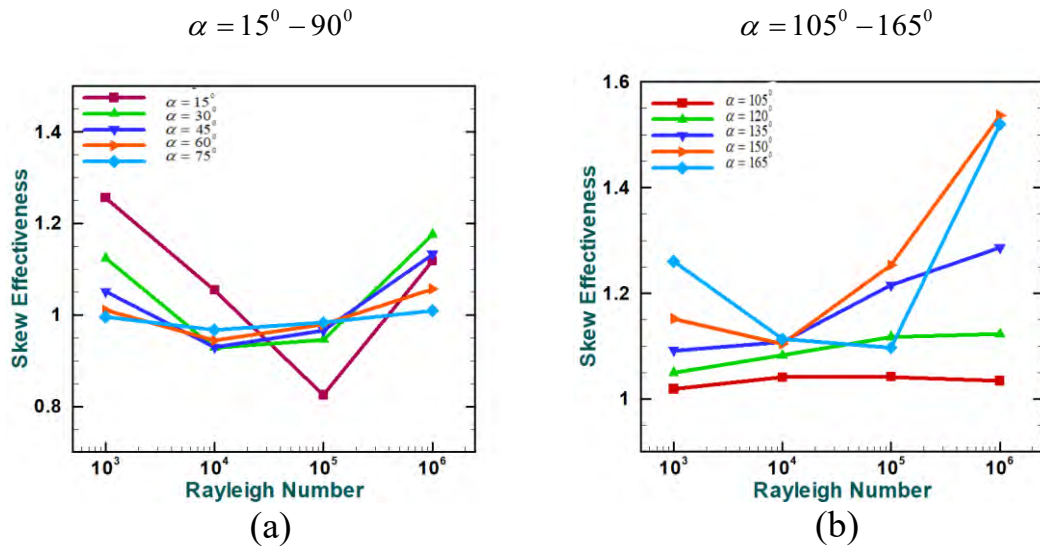 α = 15⁰ – 90⁰
α = 105⁰ – 165⁰
Skew Effectiveness
1.4
1.2
1
0.8
α = 15⁰
α = 30⁰
α = 45⁰
α = 60⁰
α = 75⁰
10³ 10⁴ 10⁵ 10⁶
Rayleigh Number
(a)
Skew Effectiveness
1.6
1.4
1.2
1
α = 105⁰
α = 120⁰
α = 135⁰
α = 150⁰
α = 165⁰
10³ 10⁴ 10⁵ 10⁶
Rayleigh Number
(b)